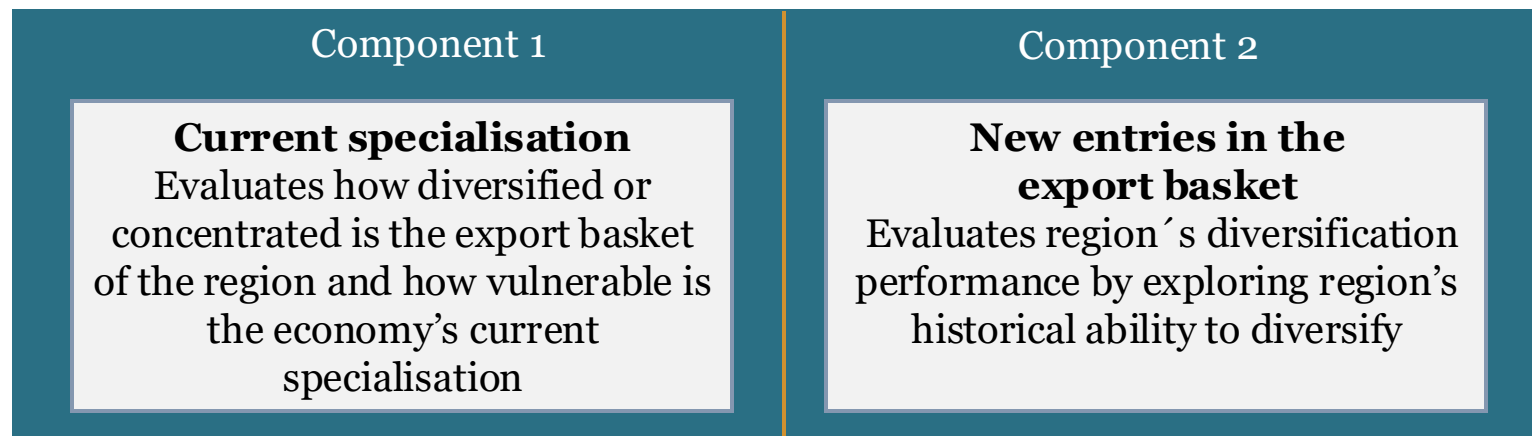 Component 1
Current specialisation
Evaluates how diversified or
concentrated is the export basket
of the region and how vulnerable is
the economy’s current
specialisation
Component 2
New entries in the
export basket
Evaluates region´s diversification
performance by exploring region’s
historical ability to diversify